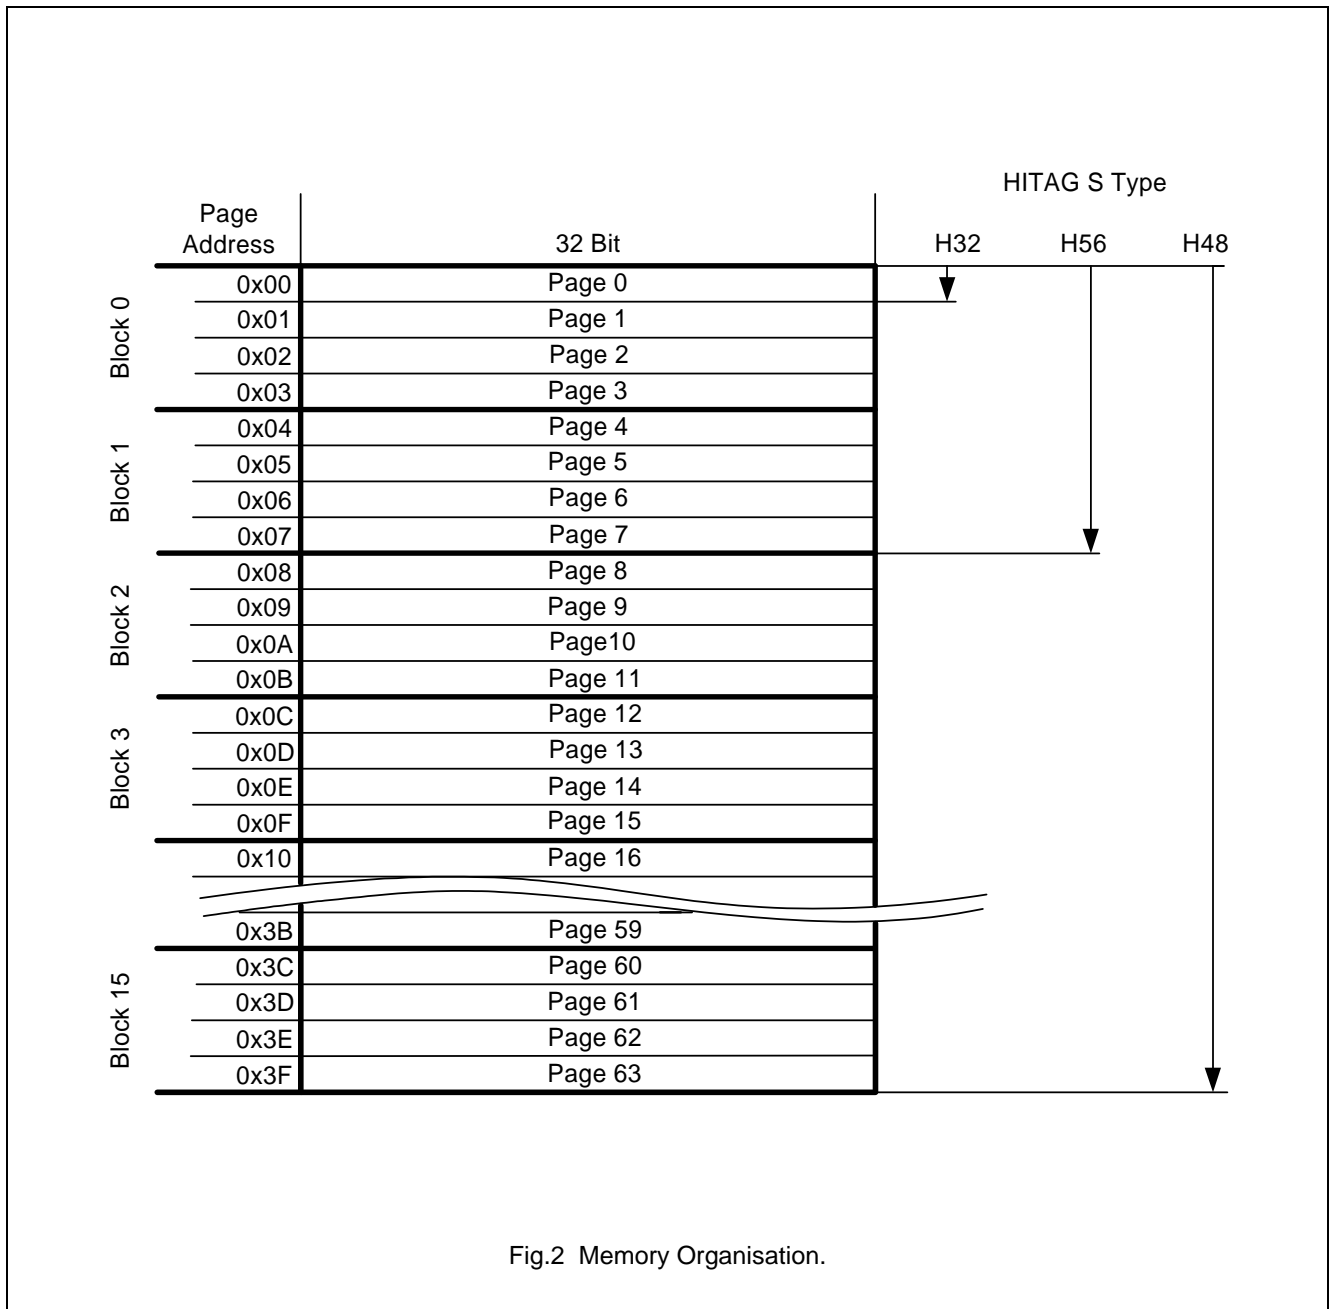 HITAG S Type
Page
Address
32 Bit
H32
H56
H48
Block 0
0x00 Page 0
0x01 Page 1
0x02 Page 2
0x03 Page 3
Block 1
0x04 Page 4
0x05 Page 5
0x06 Page 6
0x07 Page 7
Block 2
0x08 Page 8
0x09 Page 9
0x0A Page10
0x0B Page 11
Block 3
0x0C Page 12
0x0D Page 13
0x0E Page 14
0x0F Page 15
0x10 Page 16
0x3B Page 59
Block 15
0x3C Page 60
0x3D Page 61
0x3E Page 62
0x3F Page 63
Fig.2 Memory Organisation.